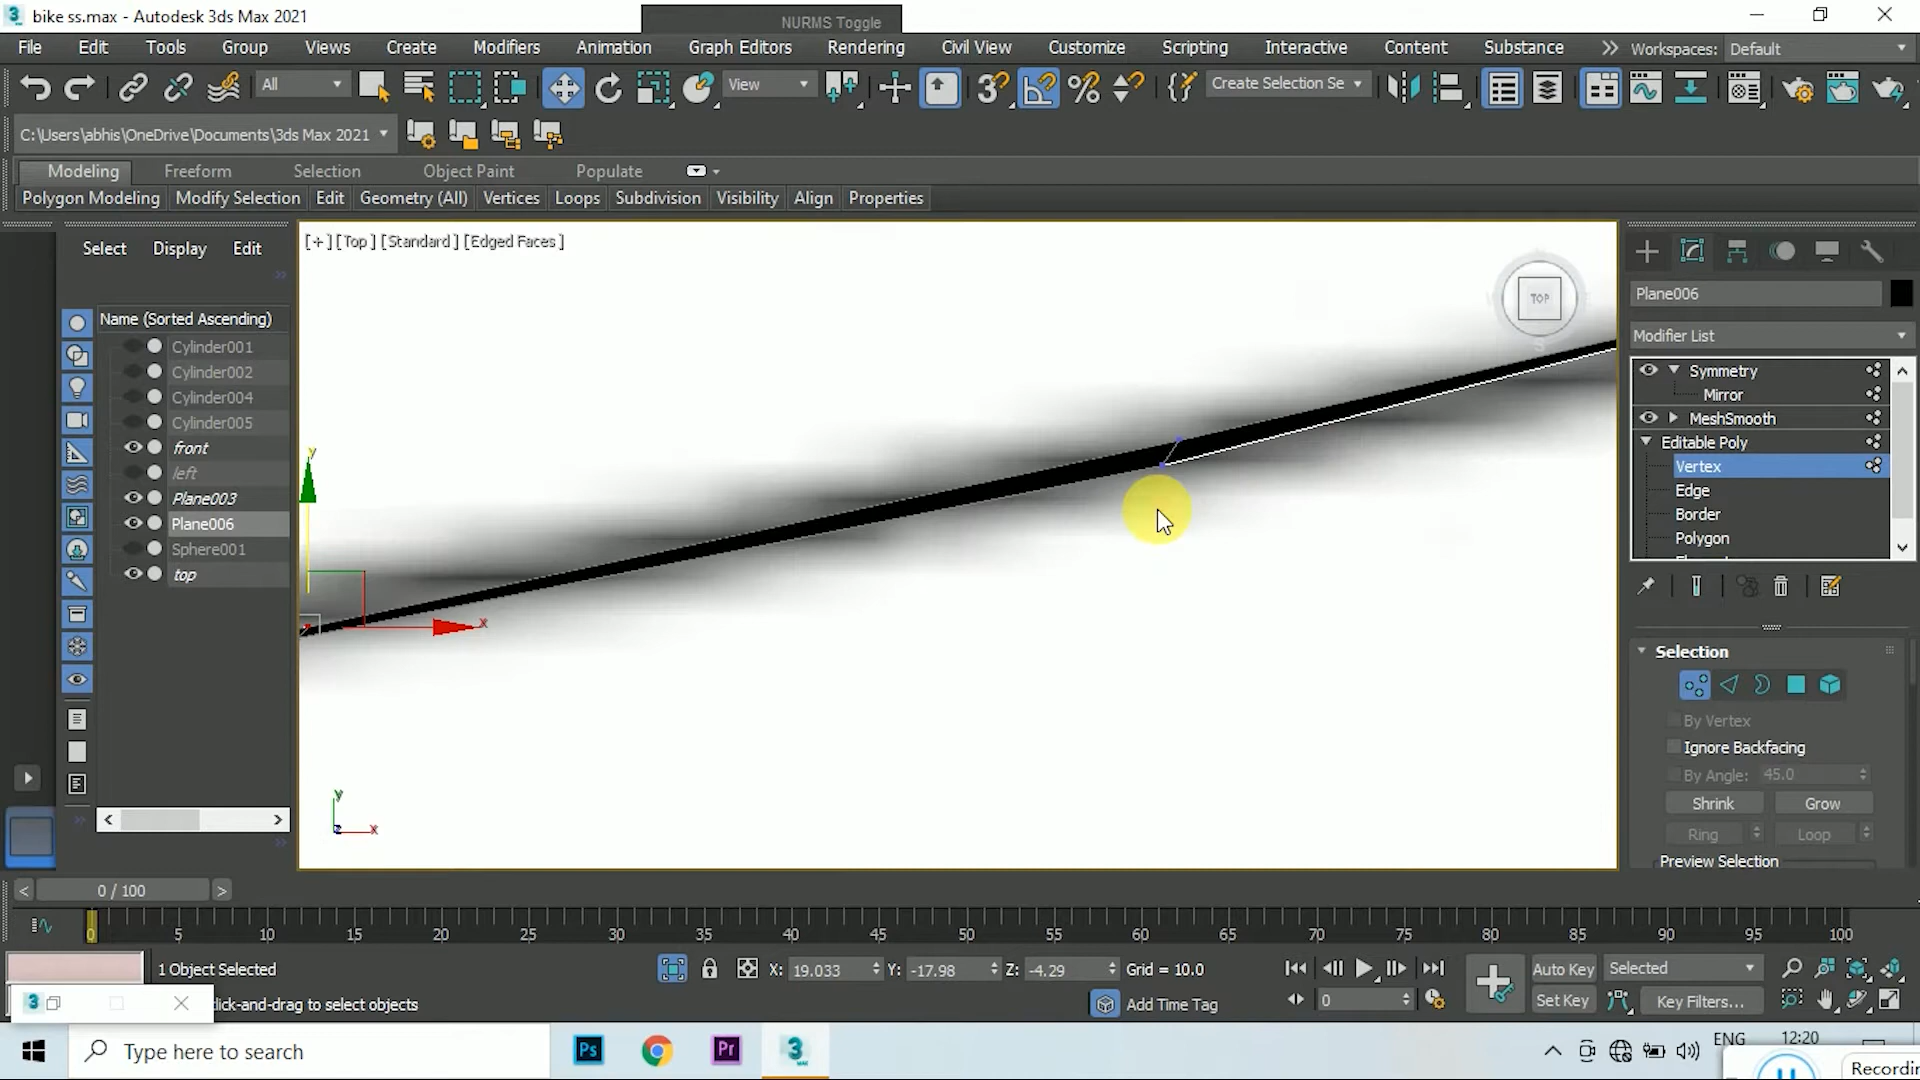 bike ss.max - Autodesk 3ds Max 2021
NURMS Toggle
File Edit Tools Group Views Create Modifiers Animation Graph Editors Rendering Civil View Customize Scripting Interactive Content Substance Workspaces: Default
All View Create Selection Se
C:\Users\abhis\OneDrive\Documents\3ds Max 2021
Modeling Freeform Selection Object Paint Populate
Polygon Modeling Modify Selection Edit Geometry (All) Vertices Loops Subdivision Visibility Align Properties
Select Display Edit
Name (Sorted Ascending)
Cylinder001
Cylinder002
Cylinder004
Cylinder005
front
left
Plane003
Plane006
Sphere001
top
[+] [Top] [Standard] [Edged Faces]
TOP
y
x
y
z x
Plane006
Modifier List
Symmetry
Mirror
MeshSmooth
Editable Poly
Vertex
Edge
Border
Polygon
Selection
By Vertex
Ignore Backfacing
By Angle: 45.0
Shrink Grow
Ring Loop
Preview Selection
< 0 / 100 >
0 5 10 15 20 25 30 35 40 45 50 55 60 65 70 75 80 85 90 95 100
1 Object Selected X: 19.033 Y: -17.98 Z: -4.29 Grid = 10.0 Auto Key Selected
click-and-drag to select objects Add Time Tag 0 Set Key Key Filters...
Type here to search
Ps Pr 3
ENG
12:20
Recordin